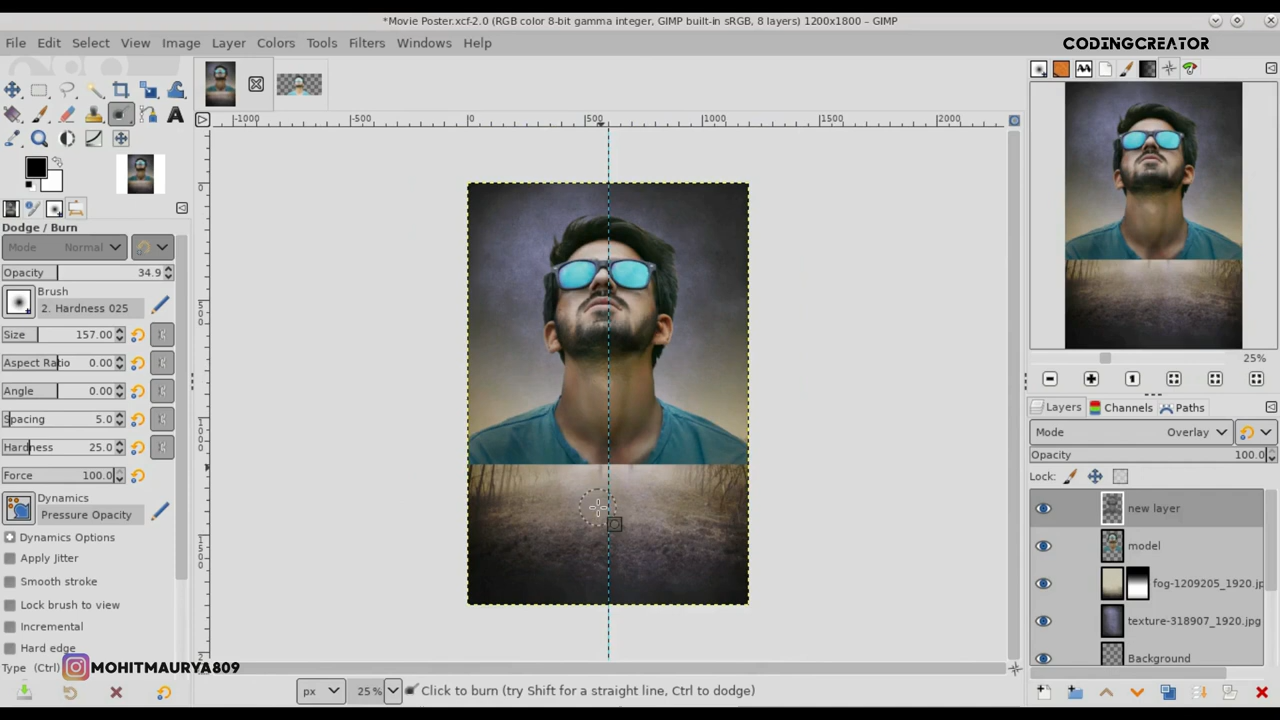 *Movie Poster.xcf-2.0 (RGB color 8-bit gamma integer, GIMP built-in sRGB, 8 layers) 1200x1800 – GIMP
File Edit Select View Image Layer Colors Tools Filters Windows Help
CODINGCREATOR
-1000 -500 0 500 1000 1500 2000
0
500
1000
1500
2
Dodge / Burn
Mode Normal
Opacity 34.9
Brush
2. Hardness 025
Size 157.00
Aspect Ratio 0.00
Angle 0.00
Spacing 5.0
Hardness 25.0
Force 100.0
Dynamics
Pressure Opacity
Dynamics Options
Apply Jitter
Smooth stroke
Lock brush to view
Incremental
Hard edge
Type (Ctrl)
MOHITMAURYA809
px 25 % Click to burn (try Shift for a straight line, Ctrl to dodge)
25%
1
Layers Channels Paths
Mode Overlay
Opacity 100.0
Lock:
new layer
model
fog-1209205_1920.jp
texture-318907_1920.jpg
Background